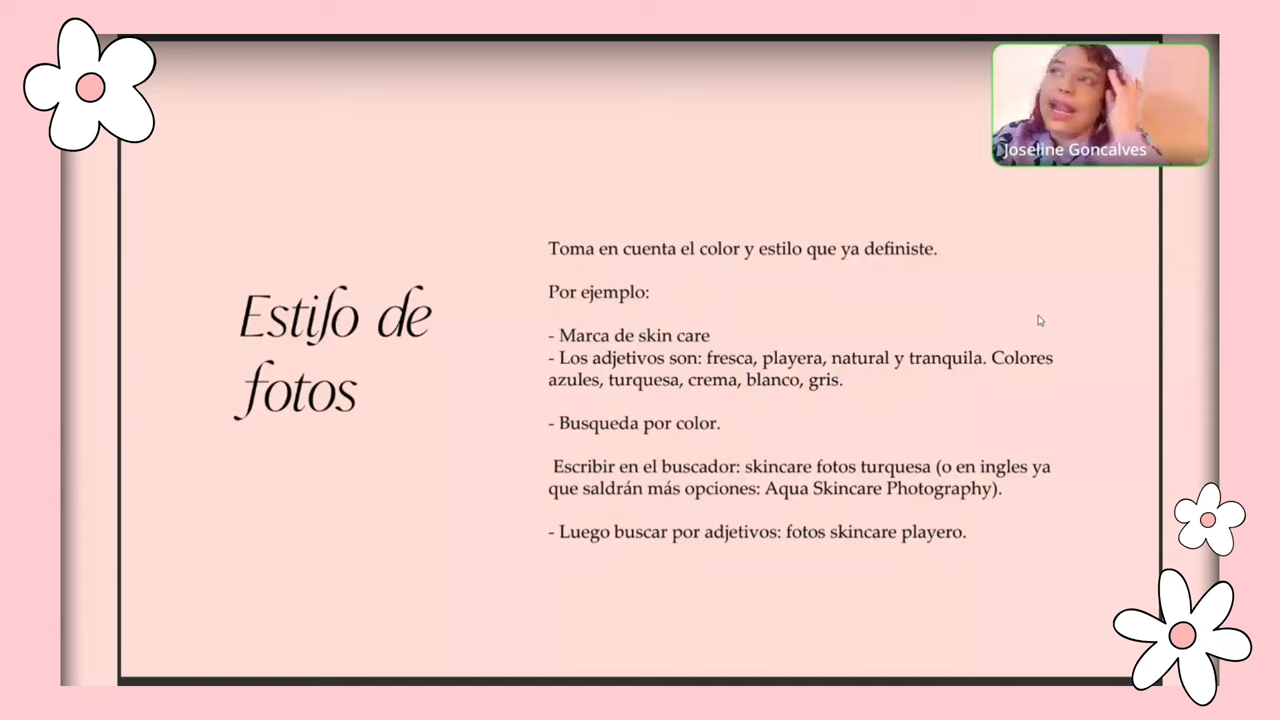 Joseline Goncalves
Estilo de
fotos
Toma en cuenta el color y estilo que ya definiste.
Por ejemplo:
- Marca de skin care
- Los adjetivos son: fresca, playera, natural y tranquila. Colores
azules, turquesa, crema, blanco, gris.
- Busqueda por color.
Escribir en el buscador: skincare fotos turquesa (o en ingles ya
que saldrán más opciones: Aqua Skincare Photography).
- Luego buscar por adjetivos: fotos skincare playero.